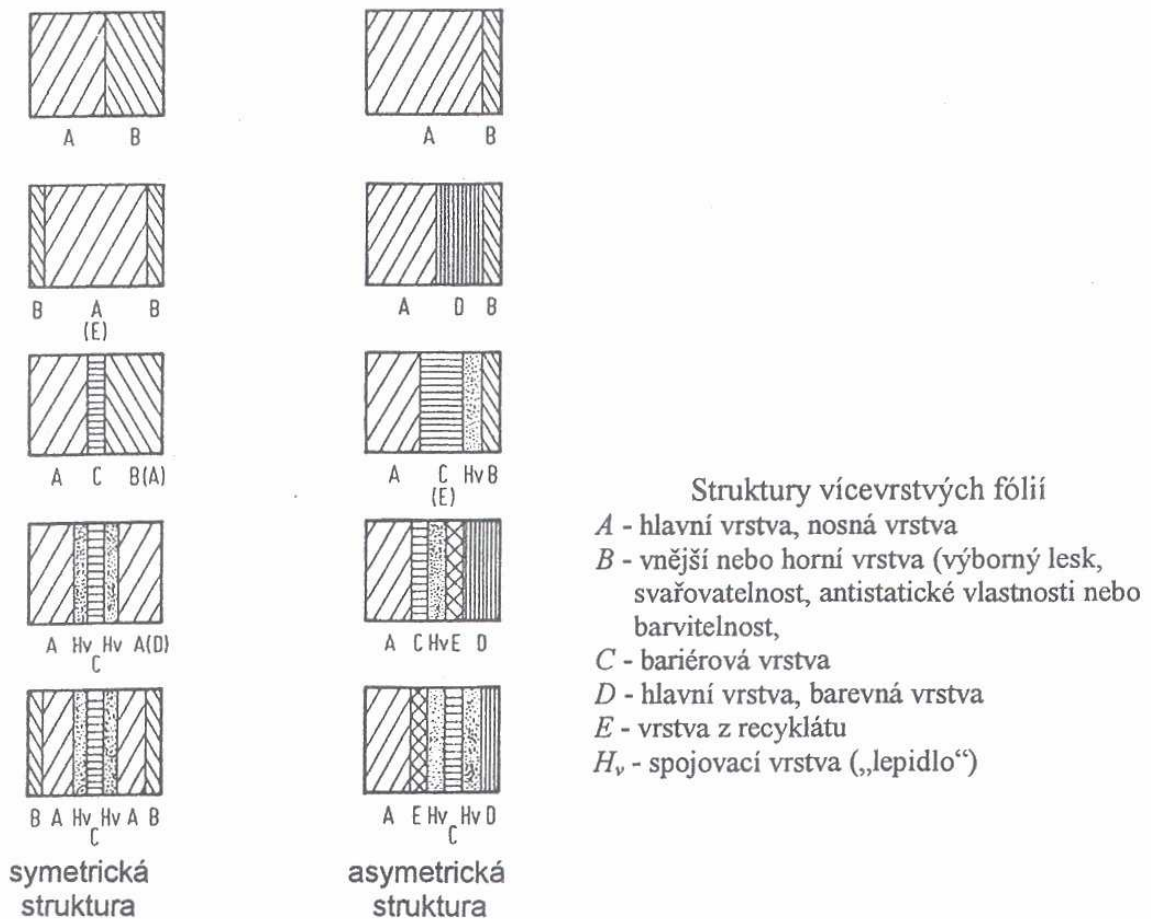 A B
A B
B A B
(E)
A D B
A C B(A)
A C Hv B
(E)
A Hv Hv A(D)
C
A C Hv E D
B A Hv Hv A B
C
A E Hv Hv D
C
symetrická
struktura
asymetrická
struktura
Struktury vícevrstvých fólií
A - hlavní vrstva, nosná vrstva
B - vnější nebo horní vrstva (výborný lesk,
svařovatelnost, antistatické vlastnosti nebo
barvitelnost,
C - bariérová vrstva
D - hlavní vrstva, barevná vrstva
E - vrstva z recyklátu
Hv - spojovací vrstva („lepidlo“)